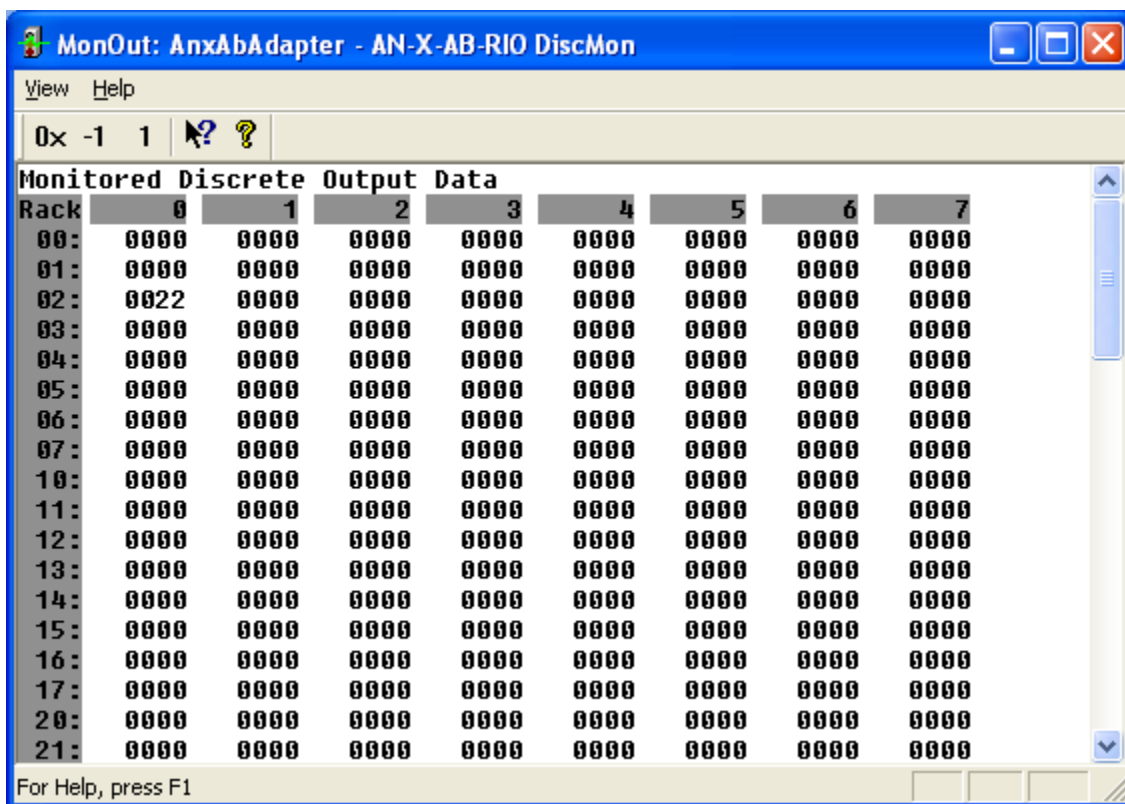 MonOut: AnxAbAdapter - AN-X-AB-RIO DiscMon
View Help
0x -1 1
Monitored Discrete Output Data
Rack 0 1 2 3 4 5 6 7
00: 0000 0000 0000 0000 0000 0000 0000 0000
01: 0000 0000 0000 0000 0000 0000 0000 0000
02: 0022 0000 0000 0000 0000 0000 0000 0000
03: 0000 0000 0000 0000 0000 0000 0000 0000
04: 0000 0000 0000 0000 0000 0000 0000 0000
05: 0000 0000 0000 0000 0000 0000 0000 0000
06: 0000 0000 0000 0000 0000 0000 0000 0000
07: 0000 0000 0000 0000 0000 0000 0000 0000
10: 0000 0000 0000 0000 0000 0000 0000 0000
11: 0000 0000 0000 0000 0000 0000 0000 0000
12: 0000 0000 0000 0000 0000 0000 0000 0000
13: 0000 0000 0000 0000 0000 0000 0000 0000
14: 0000 0000 0000 0000 0000 0000 0000 0000
15: 0000 0000 0000 0000 0000 0000 0000 0000
16: 0000 0000 0000 0000 0000 0000 0000 0000
17: 0000 0000 0000 0000 0000 0000 0000 0000
20: 0000 0000 0000 0000 0000 0000 0000 0000
21: 0000 0000 0000 0000 0000 0000 0000 0000
For Help, press F1